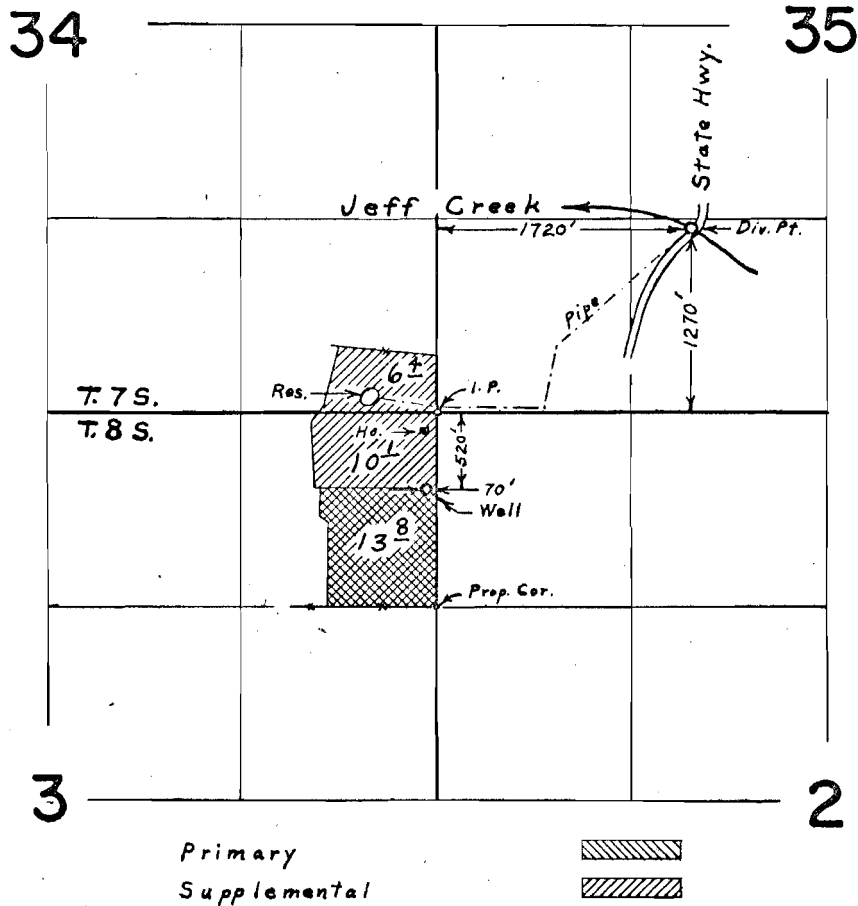 34
35
State Hwy.
Jeff Creek
1720'
Div. Pt.
Pipe
1270'
6 4
Res.
I.P.
T. 7 S.
T. 8 S.
Ho.
520'
10 1
70'
Well
13 8
Prop. Cor.
3
2
Primary
Supplemental